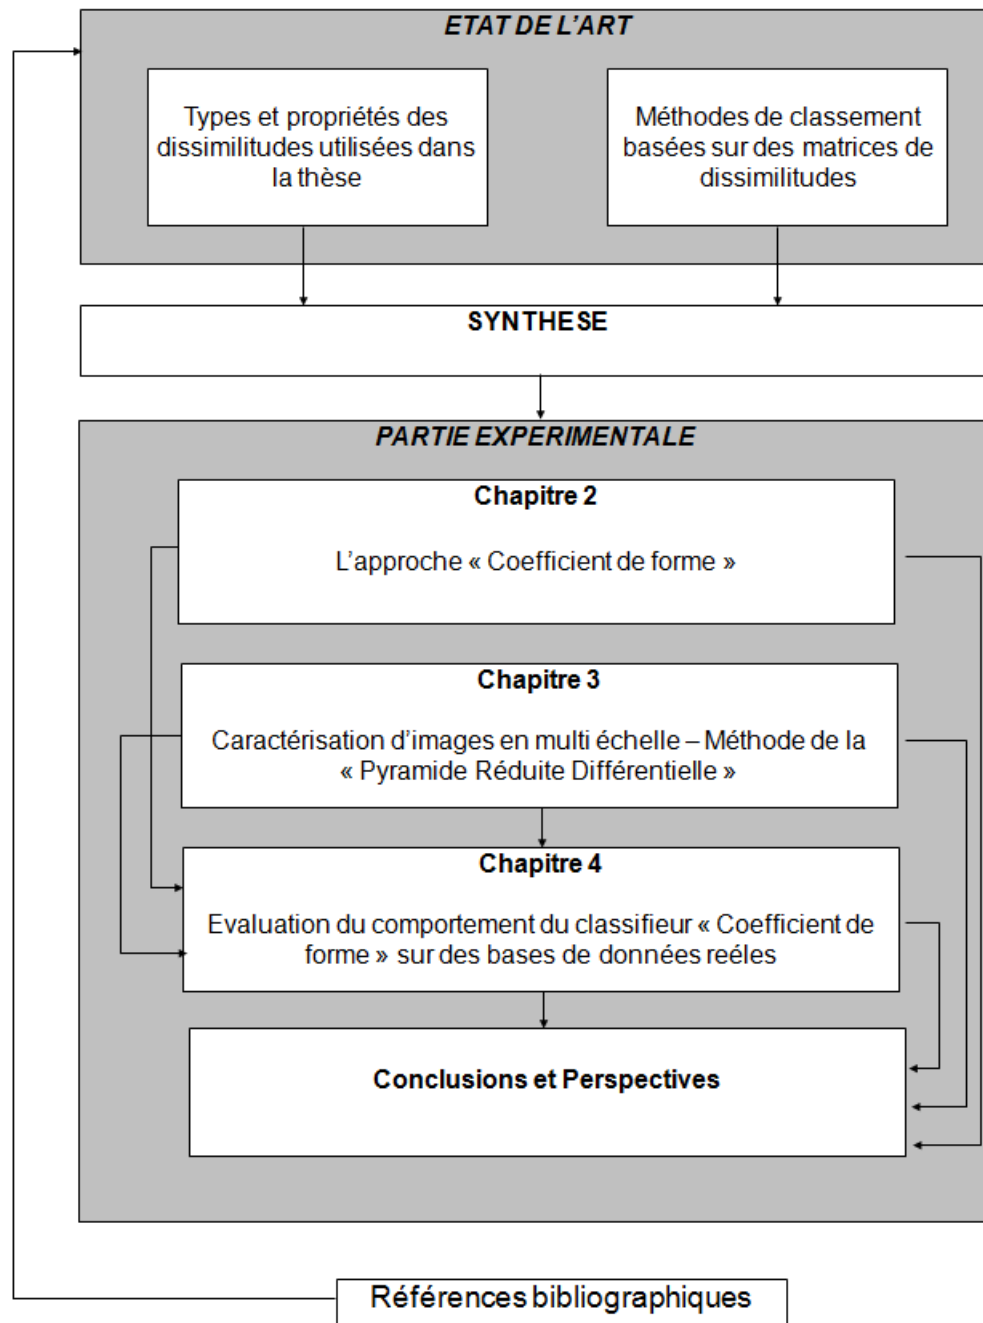 ETAT DE L'ART
Types et propriétés des
dissimilitudes utilisées dans
la thèse
Méthodes de classement
basées sur des matrices de
dissimilitudes
SYNTHESE
PARTIE EXPERIMENTALE
Chapitre 2
L'approche « Coefficient de forme »
Chapitre 3
Caractérisation d'images en multi échelle – Méthode de la
« Pyramide Réduite Différentielle »
Chapitre 4
Evaluation du comportement du classifieur « Coefficient de
forme » sur des bases de données reéles
Conclusions et Perspectives
Références bibliographiques